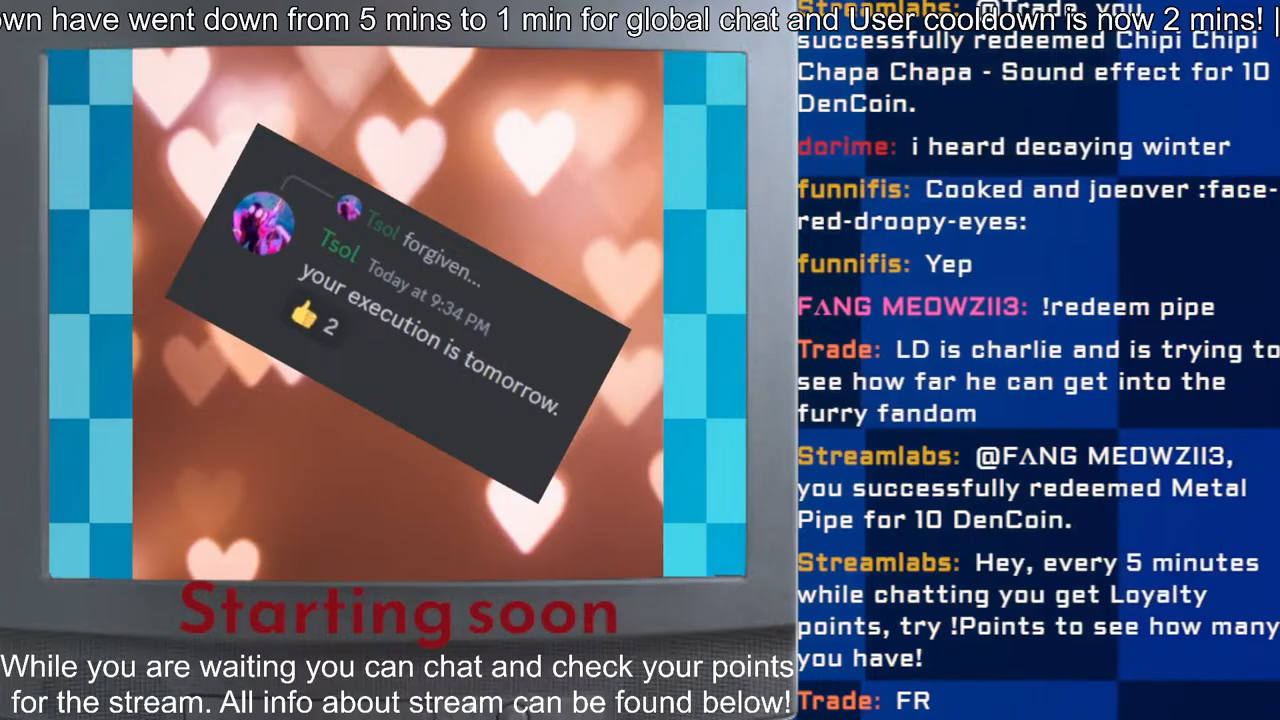 own have went down from 5 mins to 1 min for global chat and User cooldown is now 2 mins! |
Tsol forgiven...
Tsol Today at 9:34 PM
your execution is tomorrow.
👍 2
Starting soon
While you are waiting you can chat and check your points
for the stream. All info about stream can be found below!
Streamlabs: @Trade, you
successfully redeemed Chipi Chipi
Chapa Chapa - Sound effect for 10
DenCoin.
dorime: i heard decaying winter
funnifis: Cooked and joeover :face-
red-droopy-eyes:
funnifis: Yep
FΛNG MEOWZII3: !redeem pipe
Trade: LD is charlie and is trying to
see how far he can get into the
furry fandom
Streamlabs: @FΛNG MEOWZII3,
you successfully redeemed Metal
Pipe for 10 DenCoin.
Streamlabs: Hey, every 5 minutes
while chatting you get Loyalty
points, try !Points to see how many
you have!
Trade: FR